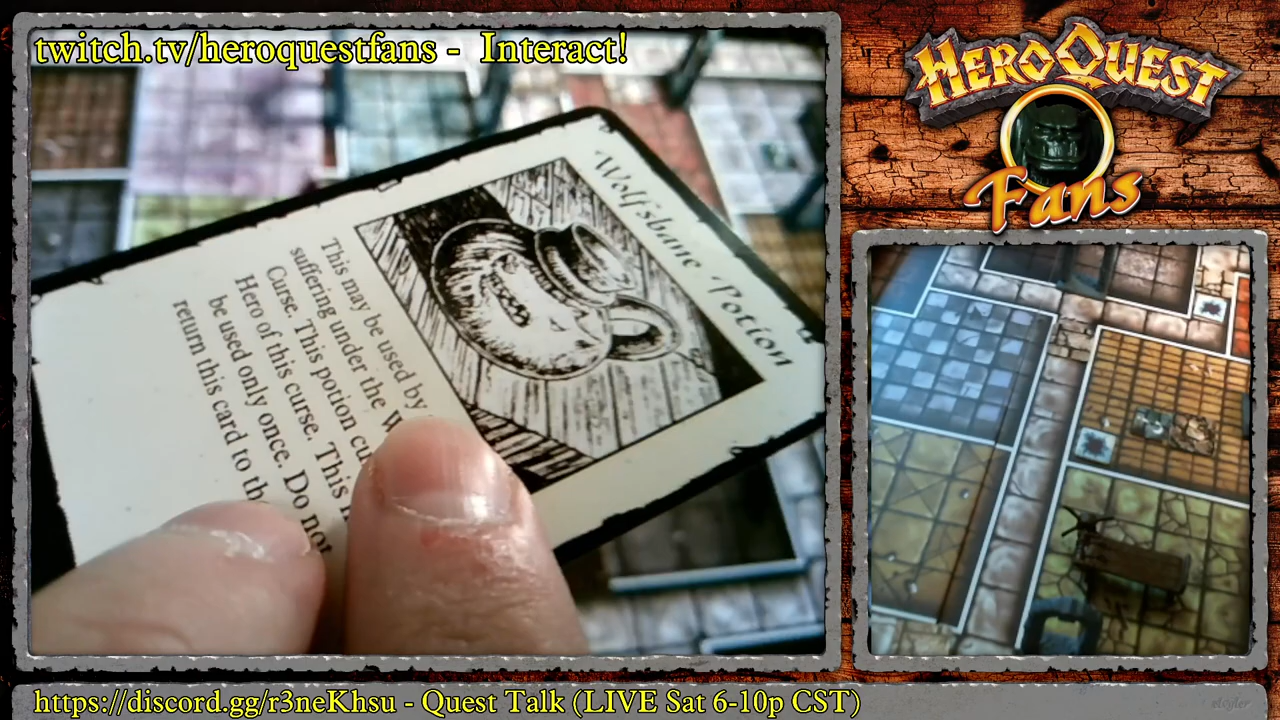 twitch.tv/heroquestfans -  Interact!
HEROQUEST
Fans
Wolfsbane Potion
This may be used by
suffering under the W
Curse. This potion cu
Hero of this curse. This
be used only once. Do not
return this card to th
https://discord.gg/r3neKhsu - Quest Talk (LIVE Sat 6-10p CST)